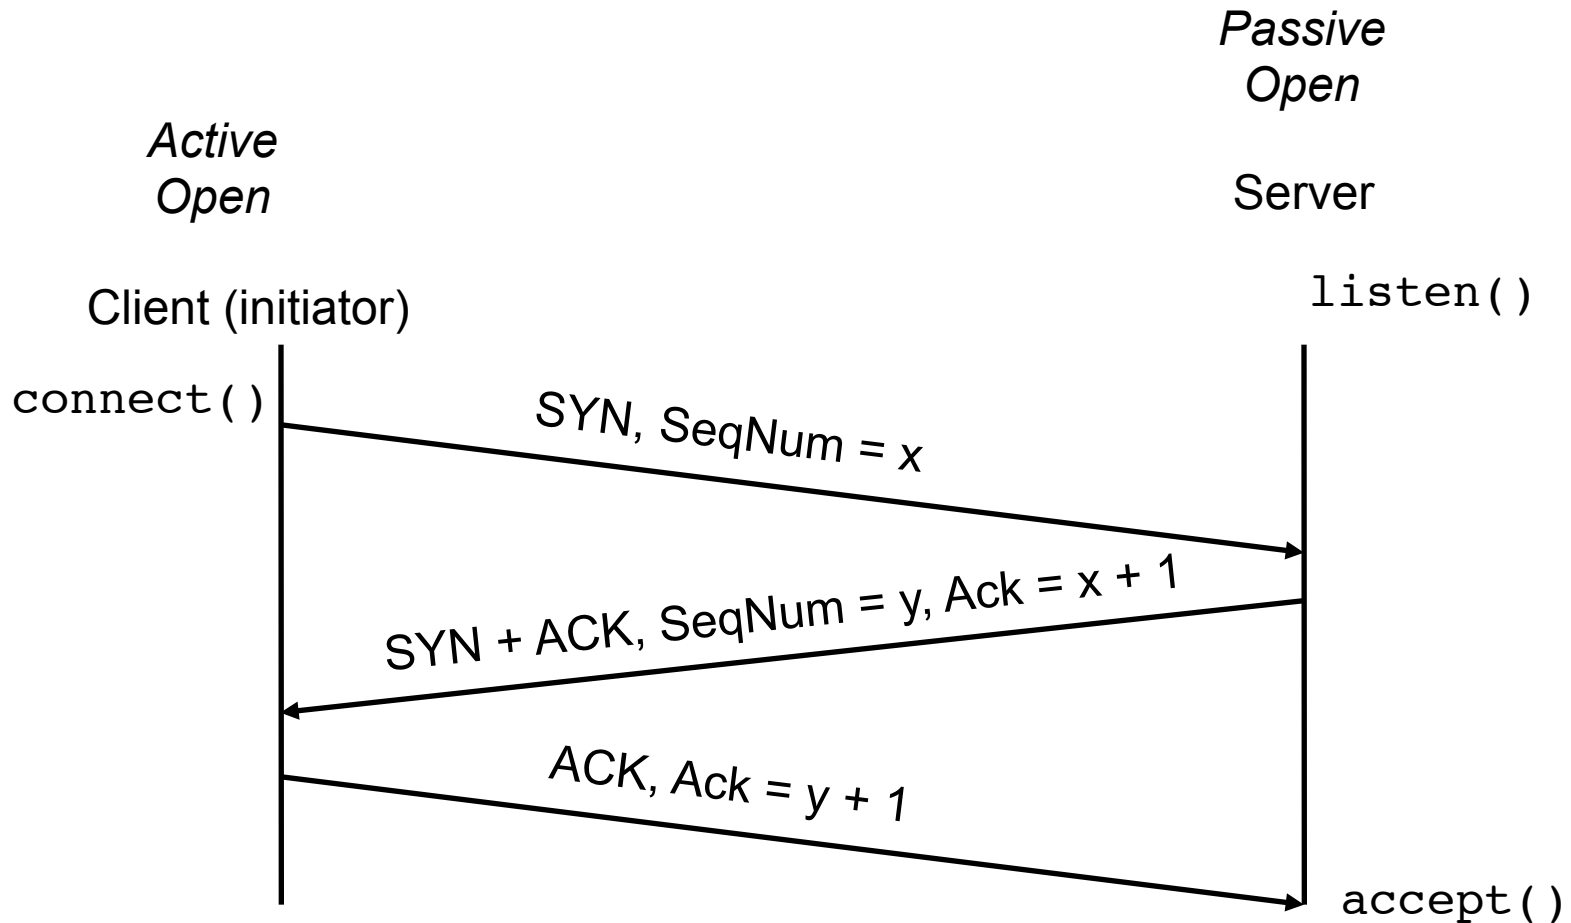 Passive
Open
Active
Open
Server
Client (initiator)
listen()
connect()
SYN, SeqNum = x
SYN + ACK, SeqNum = y, Ack = x + 1
ACK, Ack = y + 1
accept()